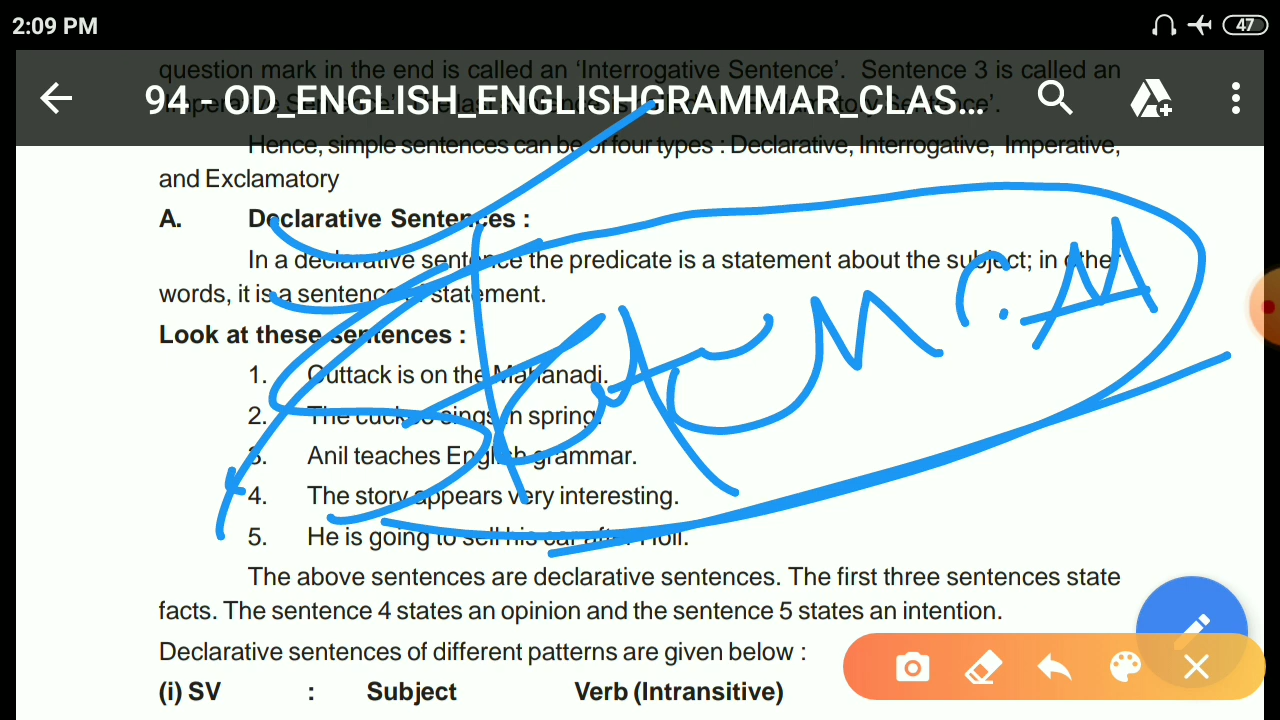 2:09 PM
47
question mark in the end is called an ‘Interrogative Sentence’. Sentence 3 is called an
94 - OD_ENGLISH_ENGLISHGRAMMAR_CLAS...
Hence, simple sentences can be of four types : Declarative, Interrogative, Imperative,
and Exclamatory
A. Declarative Sentences :
In a declarative sentence the predicate is a statement about the subject; in other
words, it is a sentence of statement.
Look at these sentences :
1. Cuttack is on the Mahanadi.
2. The cuckoo sings in spring.
3. Anil teaches English grammar.
4. The story appears very interesting.
5. He is going to sell his car after Holi.
The above sentences are declarative sentences. The first three sentences state
facts. The sentence 4 states an opinion and the sentence 5 states an intention.
Declarative sentences of different patterns are given below :
(i) SV : Subject Verb (Intransitive)